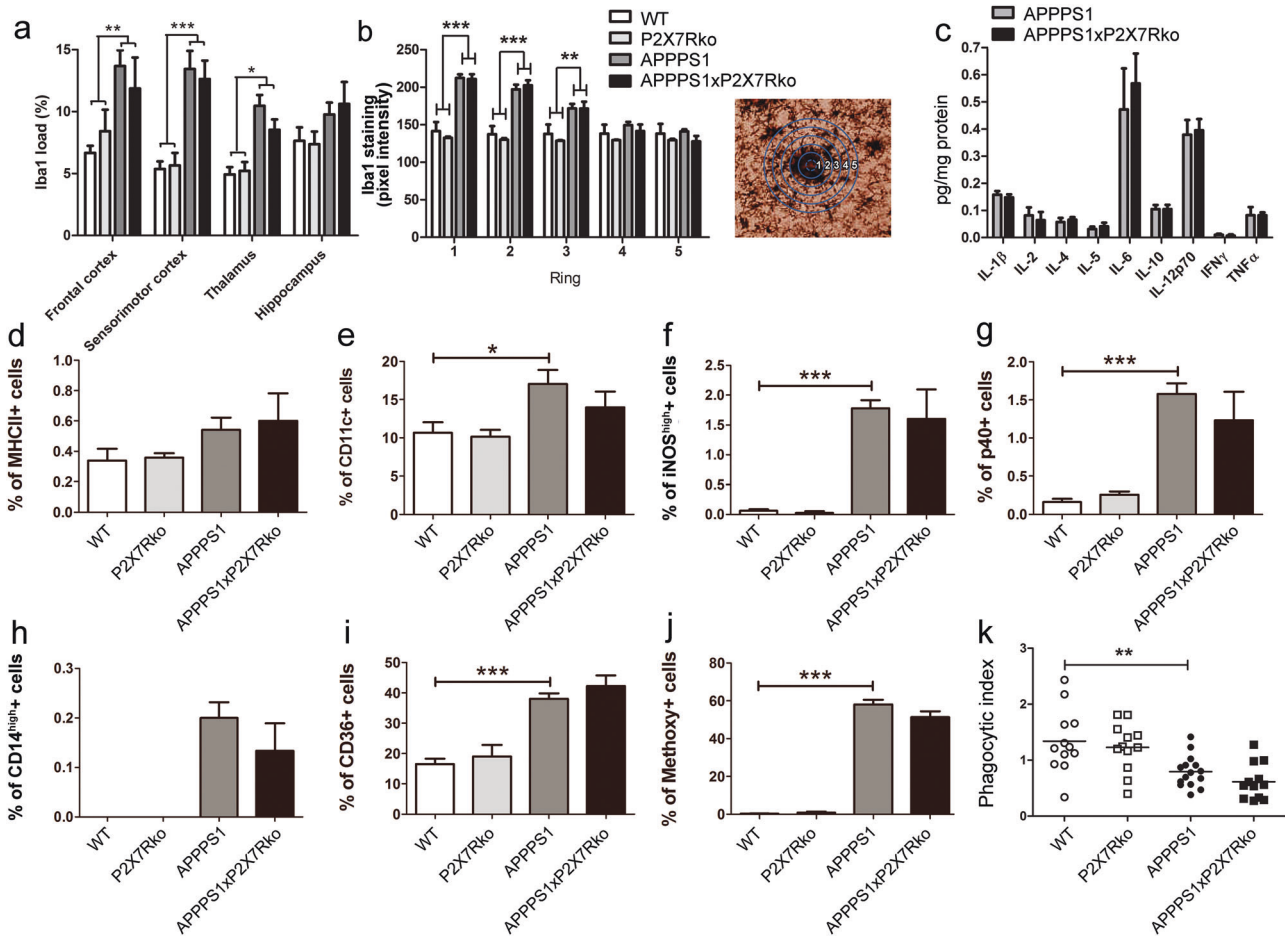 a
Iba1 load (%)
15
10
5
0
**
***
*
Frontal cortex
Sensorimotor cortex
Thalamus
Hippocampus
b
Iba1 staining
(pixel intensity)
250
200
150
100
50
0
***
***
**
1 2 3 4 5
Ring
WT
P2X7Rko
APPPS1
APPPS1xP2X7Rko
1 2 3 4 5
c
APPPS1
APPPS1xP2X7Rko
pg/mg protein
0.8
0.6
0.4
0.3
0.2
0.1
0.0
IL-1β
IL-2
IL-4
IL-5
IL-6
IL-10
IL-12p70
IFNγ
TNFα
d
% of MHCII+ cells
1.0
0.8
0.6
0.4
0.2
0.0
WT
P2X7Rko
APPPS1
APPPS1xP2X7Rko
e
% of CD11c+ cells
20
15
10
5
0
*
WT
P2X7Rko
APPPS1
APPPS1xP2X7Rko
f
% of iNOShigh+ cells
2.5
2.0
1.5
1.0
0.5
0.0
***
WT
P2X7Rko
APPPS1
APPPS1xP2X7Rko
g
% of p40+ cells
2.0
1.5
1.0
0.5
0.0
***
WT
P2X7Rko
APPPS1
APPPS1xP2X7Rko
h
% of CD14high+ cells
0.3
0.2
0.1
0.0
WT
P2X7Rko
APPPS1
APPPS1xP2X7Rko
i
% of CD36+ cells
50
40
30
20
10
0
***
WT
P2X7Rko
APPPS1
APPPS1xP2X7Rko
j
% of Methoxy+ cells
80
60
40
20
0
***
WT
P2X7Rko
APPPS1
APPPS1xP2X7Rko
k
Phagocytic index
3
2
1
0
**
WT
P2X7Rko
APPPS1
APPPS1xP2X7Rko